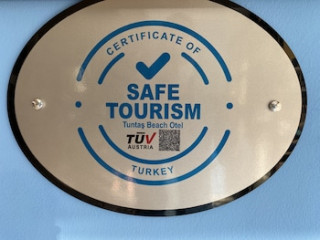 CERTIFICATE OF
SAFE
TOURISM
Tuntaş Beach Otel
TÜV
AUSTRIA
TURKEY